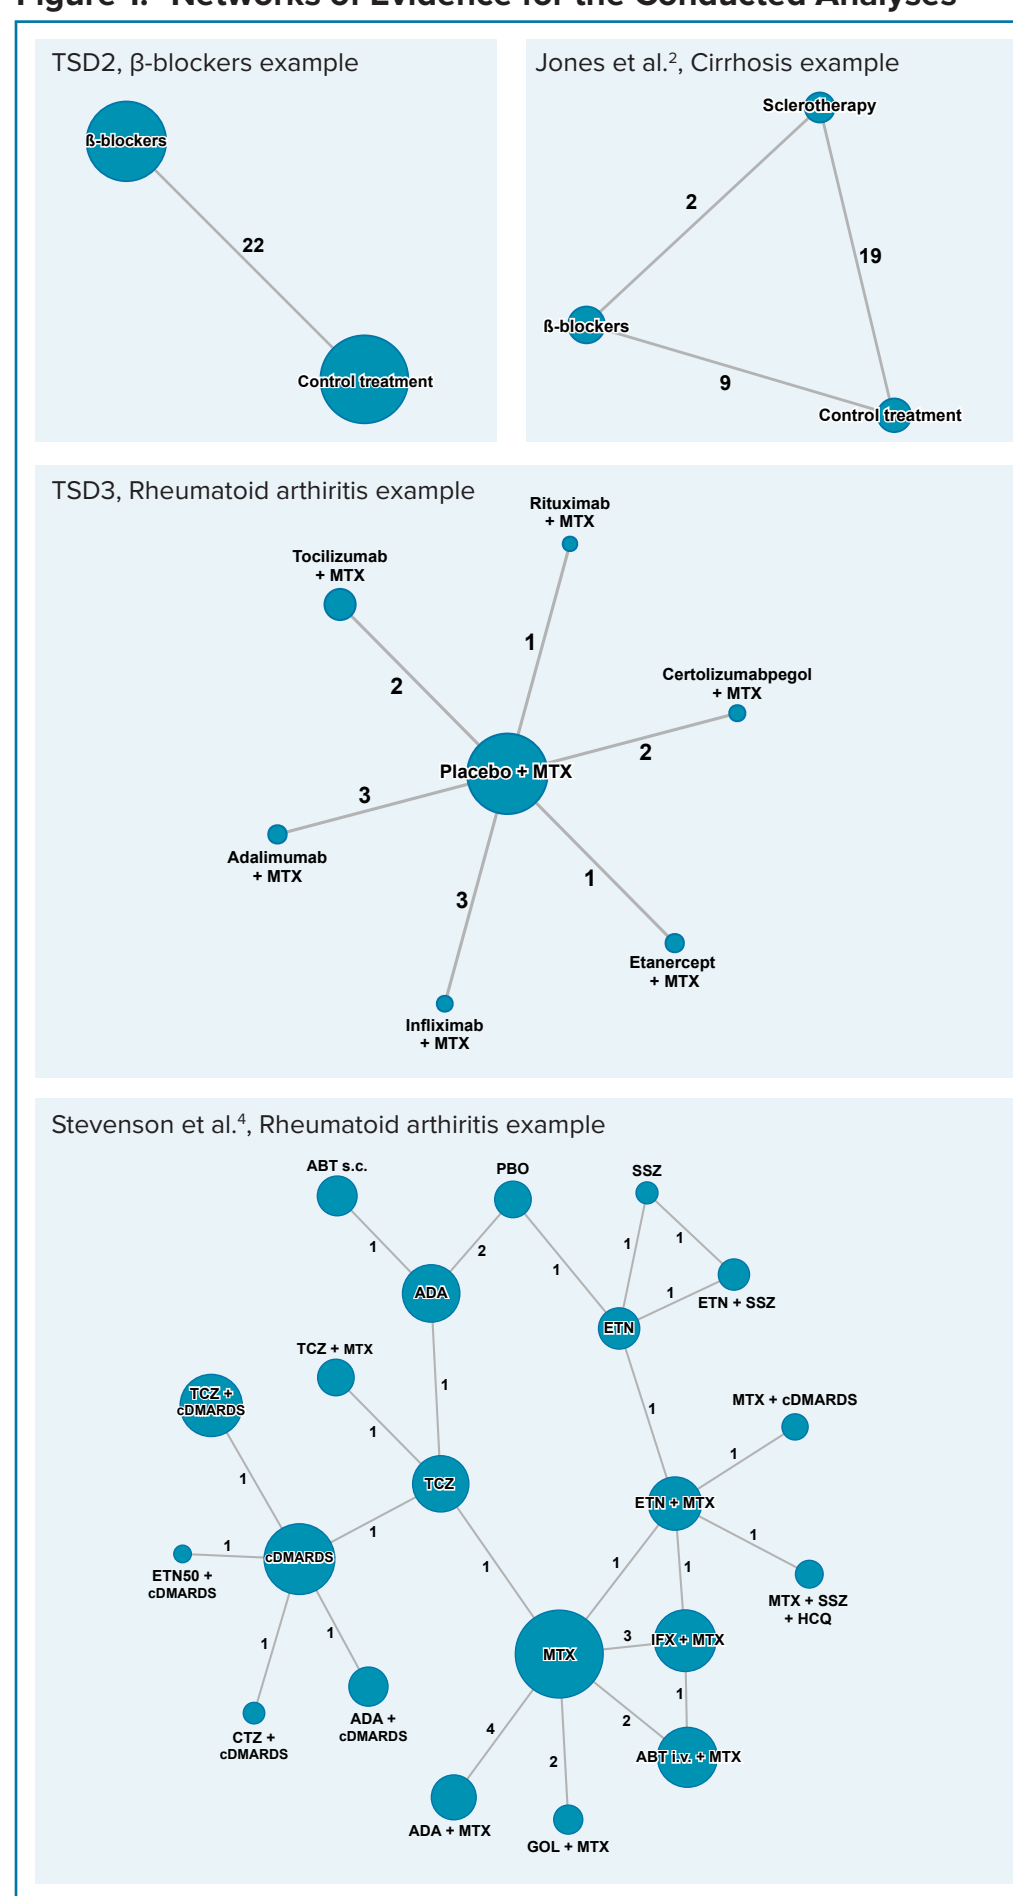 Figure 1. Networks of Evidence for the Conducted Analyses
TSD2, β-blockers example
ß-blockers
22
Control treatment
Jones et al.², Cirrhosis example
Sclerotherapy
2
19
ß-blockers
9
Control treatment
TSD3, Rheumatoid arthiritis example
Rituximab
+ MTX
Tocilizumab
+ MTX
1
Certolizumabpegol
+ MTX
2
2
Placebo + MTX
3
Adalimumab
+ MTX
1
3
Etanercept
+ MTX
Infliximab
+ MTX
Stevenson et al.⁴, Rheumatoid arthiritis example
ABT s.c.
PBO
SSZ
1
2
1
1
1
ADA
1
ETN + SSZ
ETN
TCZ + MTX
1
TCZ +
cDMARDS
1
MTX + cDMARDS
1
1
1
TCZ
ETN + MTX
1
1
1
cDMARDS
1
ETN50 +
cDMARDS
1
1
1
MTX + SSZ
+ HCQ
1
1
3
IFX + MTX
MTX
1
CTZ +
cDMARDS
ADA +
cDMARDS
4
2
2
ABT i.v. + MTX
ADA + MTX
GOL + MTX